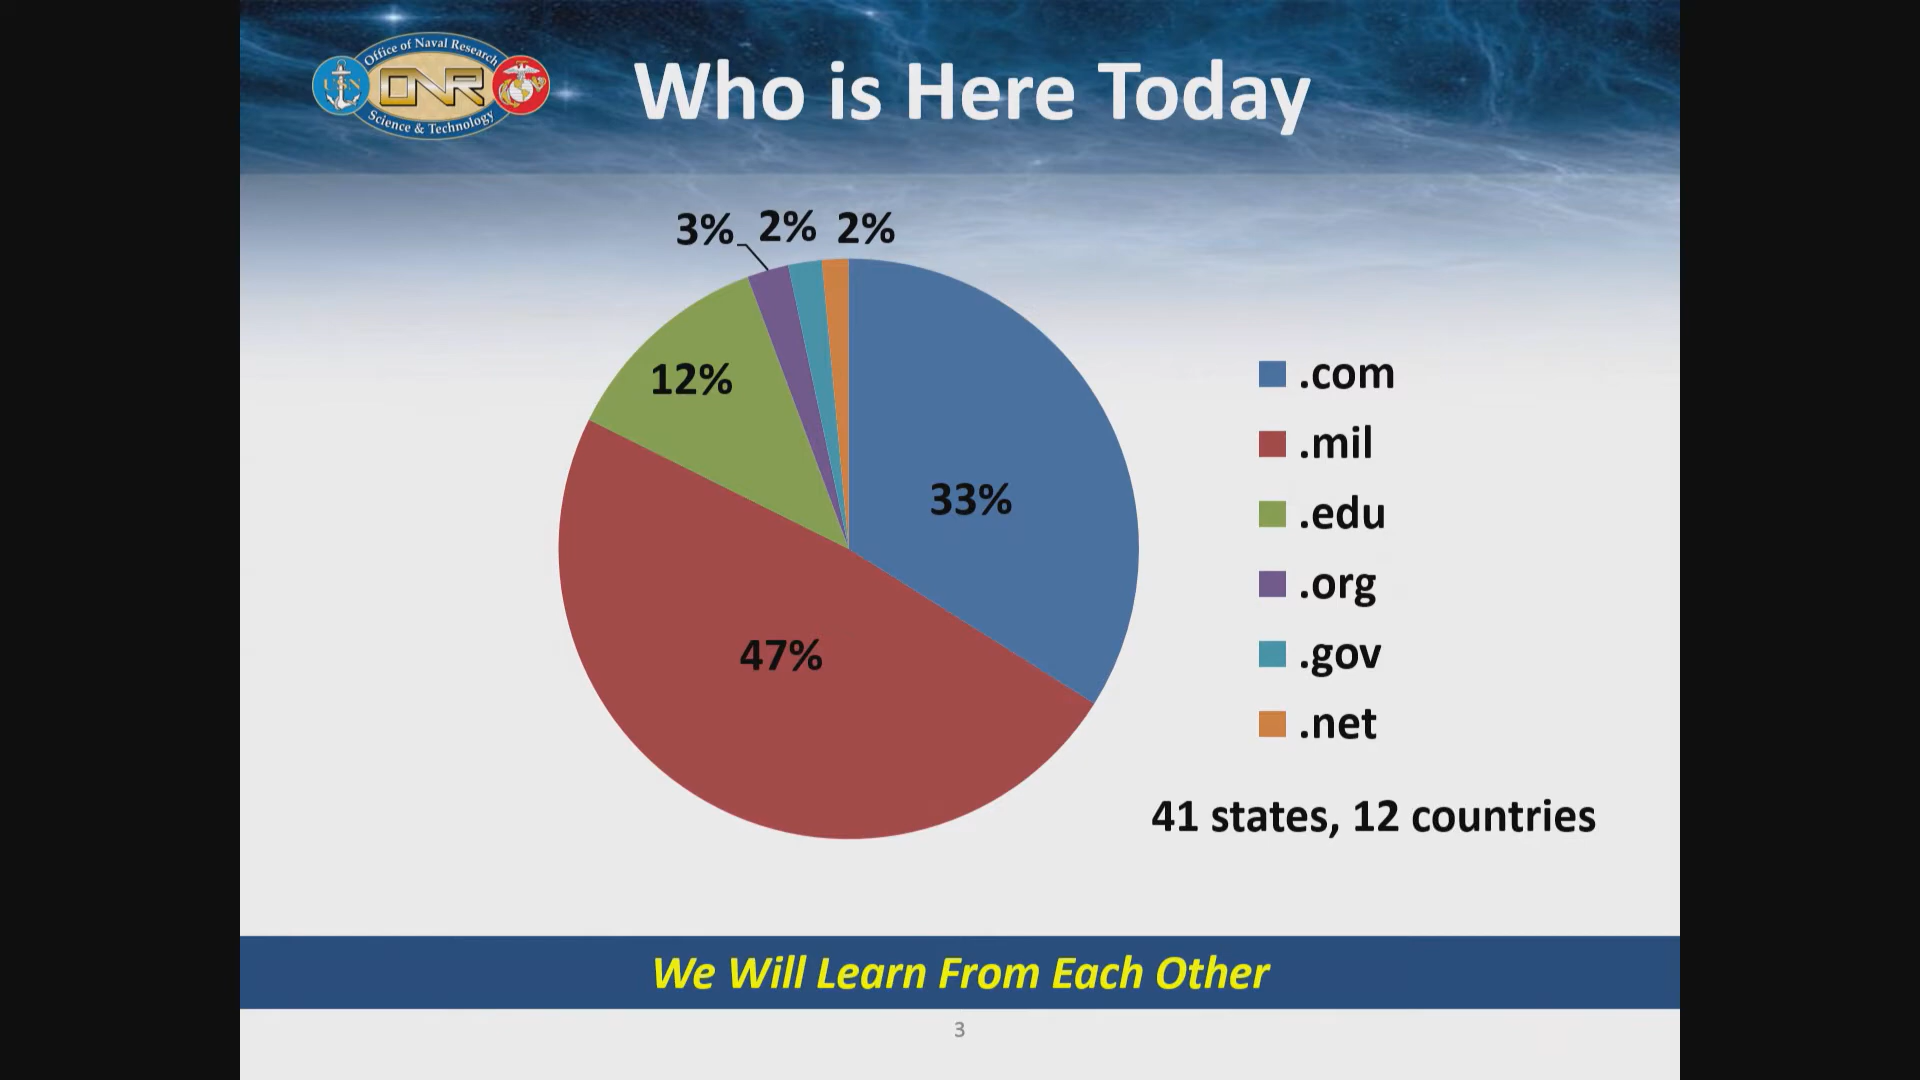 Office of Naval Research
USN
ONR
Science & Technology
Who is Here Today
3% 2% 2%
12%
33%
47%
.com
.mil
.edu
.org
.gov
.net
41 states, 12 countries
We Will Learn From Each Other
3